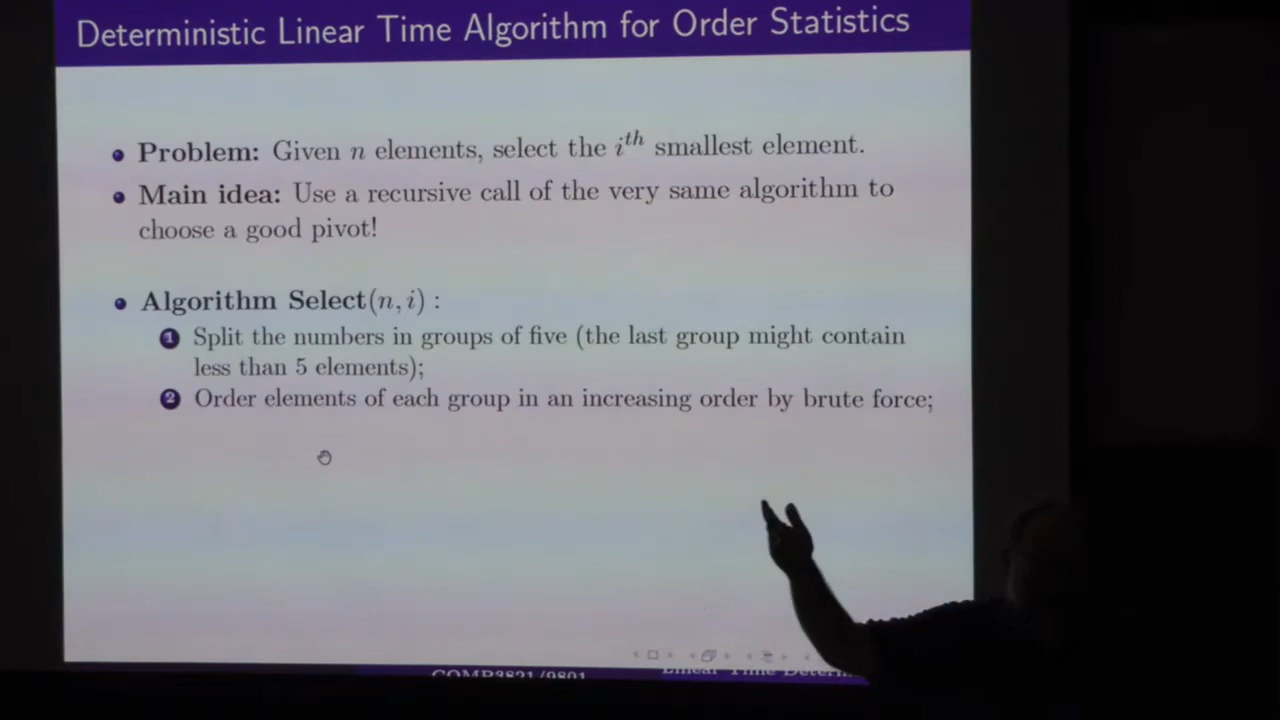 Deterministic Linear Time Algorithm for Order Statistics
Problem: Given n elements, select the i^th smallest element.
Main idea: Use a recursive call of the very same algorithm to
choose a good pivot!
Algorithm Select(n, i) :
1 Split the numbers in groups of five (the last group might contain
less than 5 elements);
2 Order elements of each group in an increasing order by brute force;
COMP3821/9801
Linear Time Determ